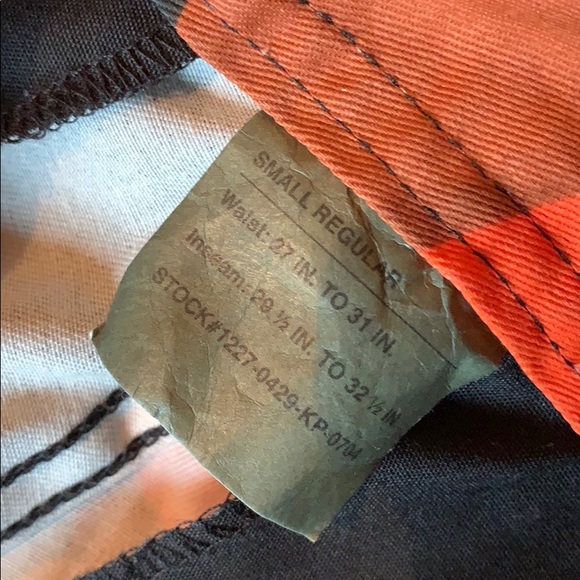 SMALL REGULAR
Waist: 27 IN. TO 31 IN.
Inseam: 29 ½ IN. TO 32 ½ IN.
STOCK#1227-0429-KP-0704